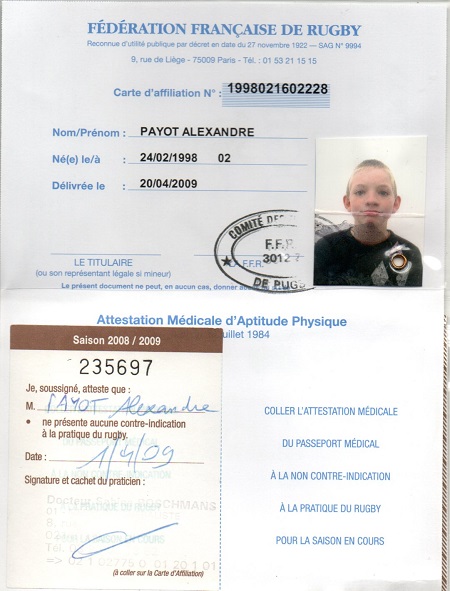 FÉDÉRATION FRANÇAISE DE RUGBY
Reconnue d'utilité publique par décret en date du 27 novembre 1922 — SAG N° 9994
9, rue de Liège - 75009 Paris - Tél. : 01 53 21 15 15
Carte d'affiliation N° : 1998021602228
Nom/Prénom : PAYOT ALEXANDRE
Né(e) le/à : 24/02/1998 02
Délivrée le : 20/04/2009
COMITÉ DES
F.F.R
3012
DE RUGB
LE TITULAIRE
(ou son représentant légale si mineur)
F.F.R.
Le présent document ne peut, en aucun cas, donner
Attestation Médicale d'Aptitude Physique
uillet 1984
Saison 2008 / 2009
235697
Je, soussigné, atteste que :
M. PAYOT Alexandre
• ne présente aucune contre-indication
à la pratique du rugby.
Date : 1/4/09
Signature et cachet du praticien :
Docteur
(à coller sur la Carte d'Affiliation)
COLLER L'ATTESTATION MÉDICALE
DU PASSEPORT MÉDICAL
À LA NON CONTRE-INDICATION
À LA PRATIQUE DU RUGBY
POUR LA SAISON EN COURS